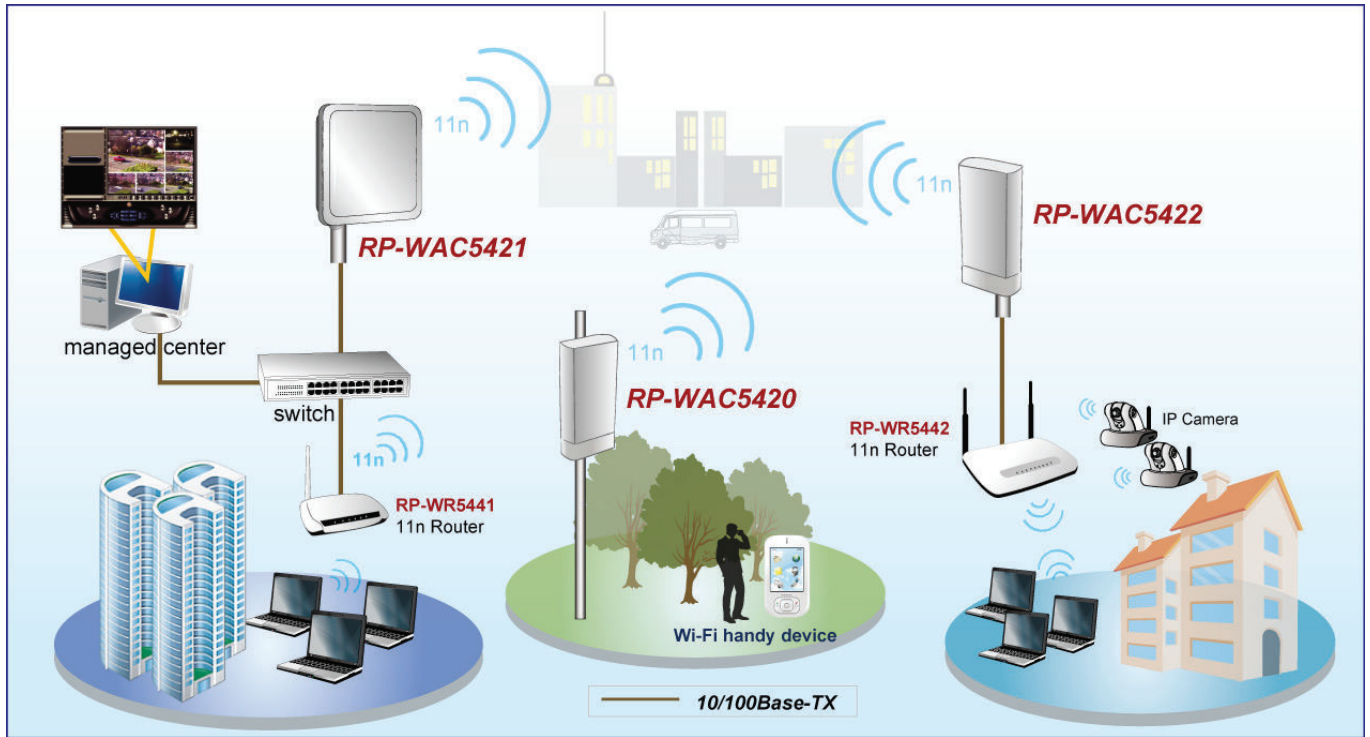 11n
RP-WAC5421
11n
RP-WAC5422
managed center
11n
RP-WAC5420
switch
11n
RP-WR5441
11n Router
RP-WR5442
11n Router
IP Camera
Wi-Fi handy device
10/100Base-TX